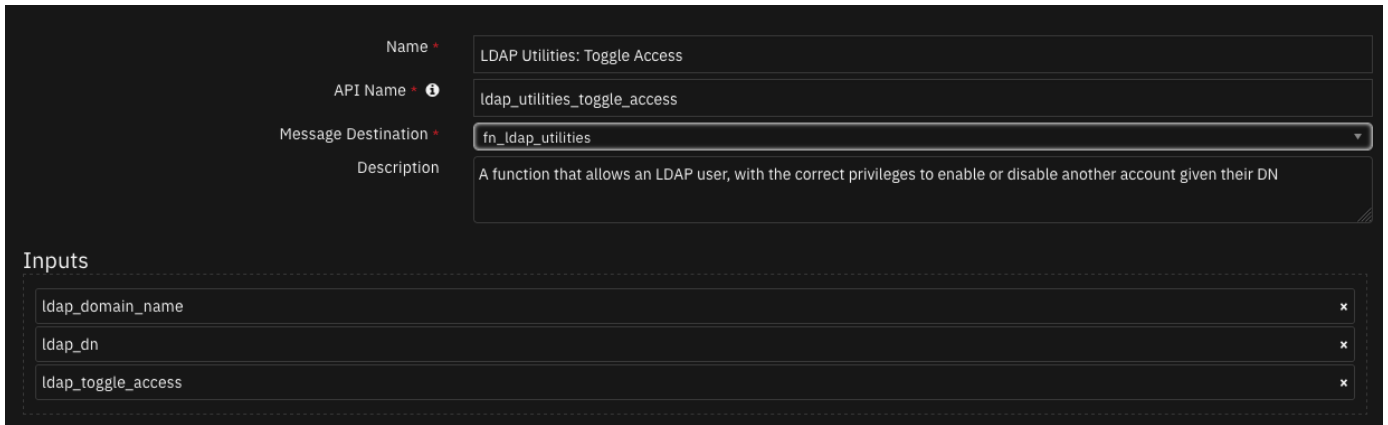 Name *
LDAP Utilities: Toggle Access
API Name *
ldap_utilities_toggle_access
Message Destination *
fn_ldap_utilities
Description
A function that allows an LDAP user, with the correct privileges to enable or disable another account given their DN
Inputs
ldap_domain_name
ldap_dn
ldap_toggle_access